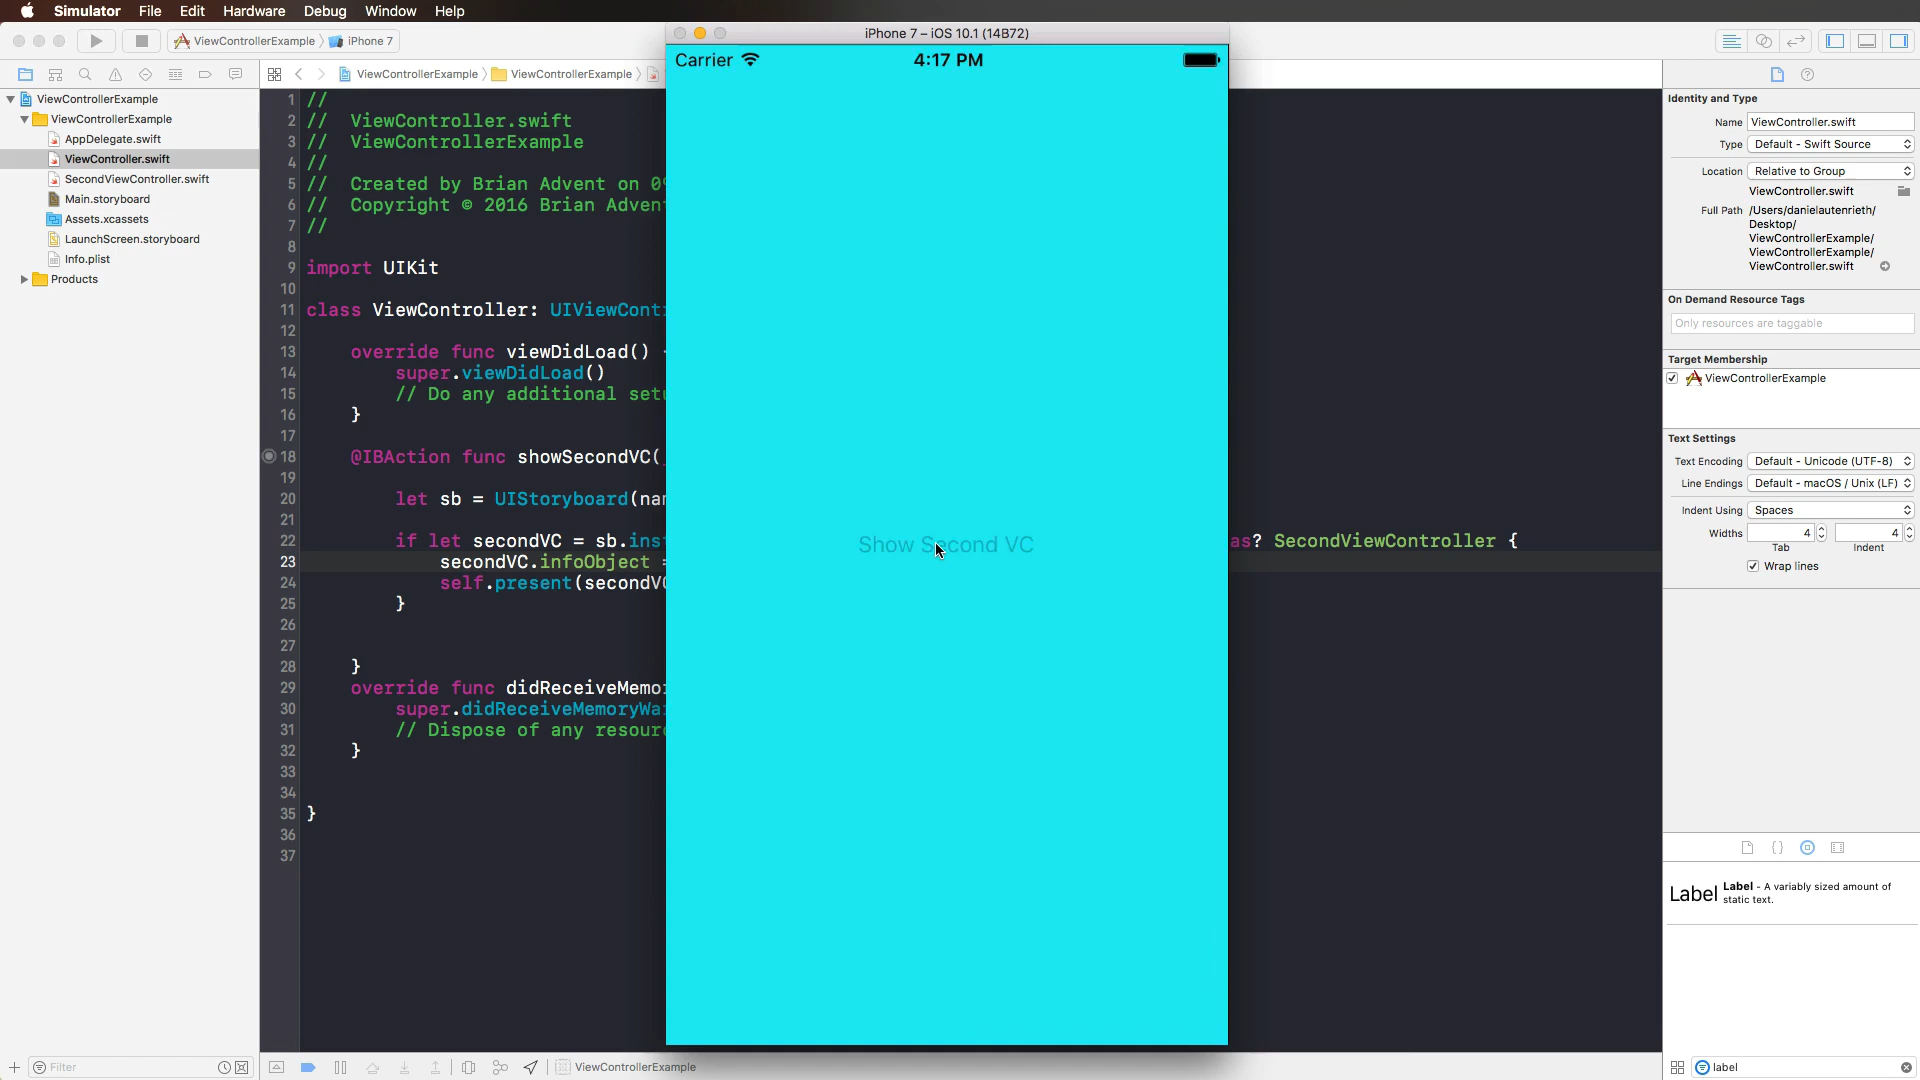 Simulator File Edit Hardware Debug Window Help
iPhone 7 – iOS 10.1 (14B72)
ViewControllerExample iPhone 7
ViewControllerExample ViewControllerExample
Carrier 4:17 PM
ViewControllerExample
ViewControllerExample
AppDelegate.swift
ViewController.swift
SecondViewController.swift
Main.storyboard
Assets.xcassets
LaunchScreen.storyboard
Info.plist
Products
1 //
2 // ViewController.swift
3 // ViewControllerExample
4 //
5 // Created by Brian Advent on
6 // Copyright © 2016 Brian Advent
7 //
8
9 import UIKit
10
11 class ViewController: UIViewCont
12
13 override func viewDidLoad()
14 super.viewDidLoad()
15 // Do any additional setu
16 }
17
18 @IBAction func showSecondVC(
19
20 let sb = UIStoryboard(na
21
22 if let secondVC = sb.inst as? SecondViewController {
23 secondVC.infoObject =
24 self.present(secondVC
25 }
26
27
28 }
29 override func didReceiveMemo
30 super.didReceiveMemoryWa
31 // Dispose of any resour
32 }
33
34
35 }
36
37
Show Second VC
Identity and Type
Name ViewController.swift
Type Default - Swift Source
Location Relative to Group
ViewController.swift
Full Path /Users/danielautenrieth/
Desktop/
ViewControllerExample/
ViewControllerExample/
ViewController.swift
On Demand Resource Tags
Only resources are taggable
Target Membership
ViewControllerExample
Text Settings
Text Encoding Default - Unicode (UTF-8)
Line Endings Default - macOS / Unix (LF)
Indent Using Spaces
Widths 4 4
Tab Indent
Wrap lines
Label Label - A variably sized amount of
static text.
Filter
ViewControllerExample
label